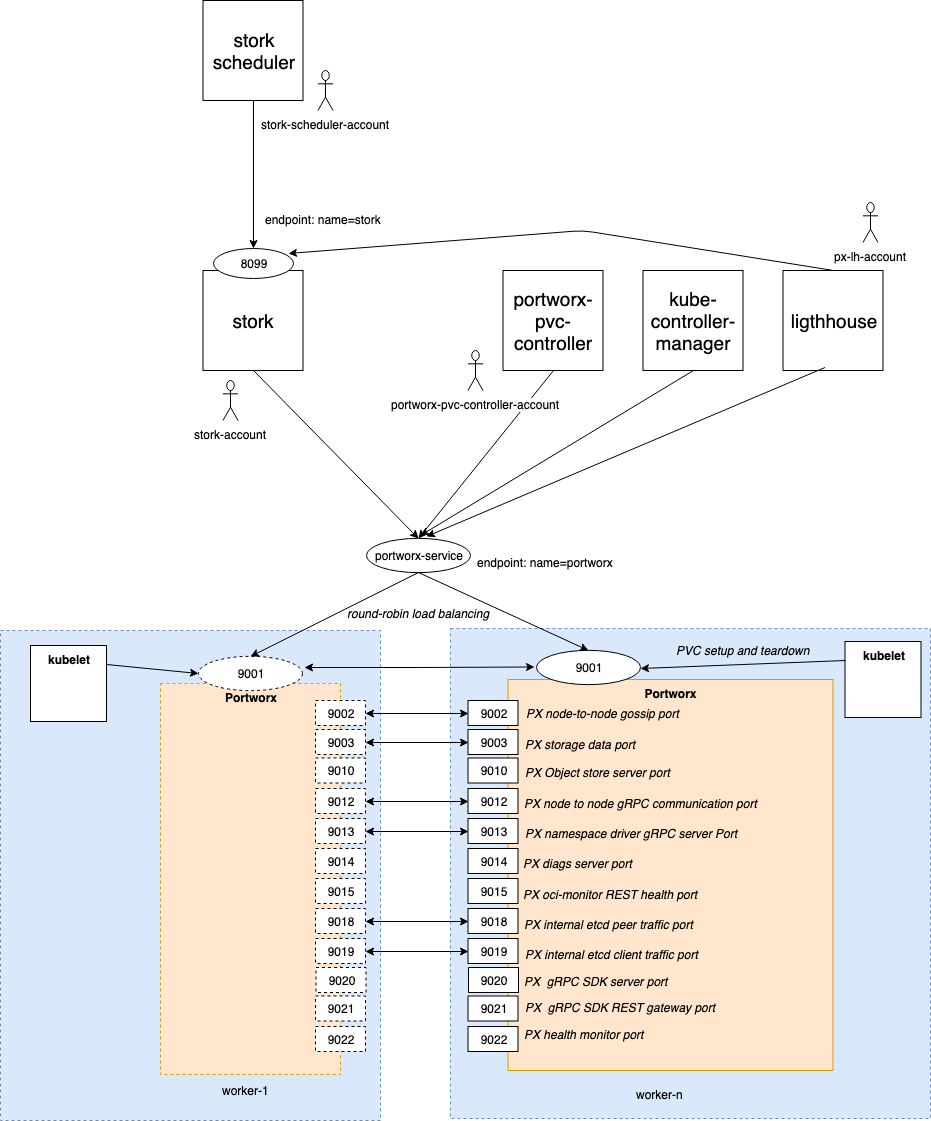 stork
scheduler
stork-scheduler-account
endpoint: name=stork
px-lh-account
8099
stork
portworx-
pvc-
controller
kube-
controller-
manager
ligthhouse
portworx-pvc-controller-account
stork-account
portworx-service
endpoint: name=portworx
round-robin load balancing
kubelet
9001
Portworx
9001
PVC setup and teardown
kubelet
Portworx
9002
9002
PX node-to-node gossip port
9003
9003
PX storage data port
9010
9010
PX Object store server port
9012
9012
PX node to node gRPC communication port
9013
9013
PX namespace driver gRPC server Port
9014
9014
PX diags server port
9015
9015
PX oci-monitor REST health port
9018
9018
PX internal etcd peer traffic port
9019
9019
PX internal etcd client traffic port
9020
9020
PX gRPC SDK server port
9021
9021
PX gRPC SDK REST gateway port
9022
9022
PX health monitor port
worker-1
worker-n